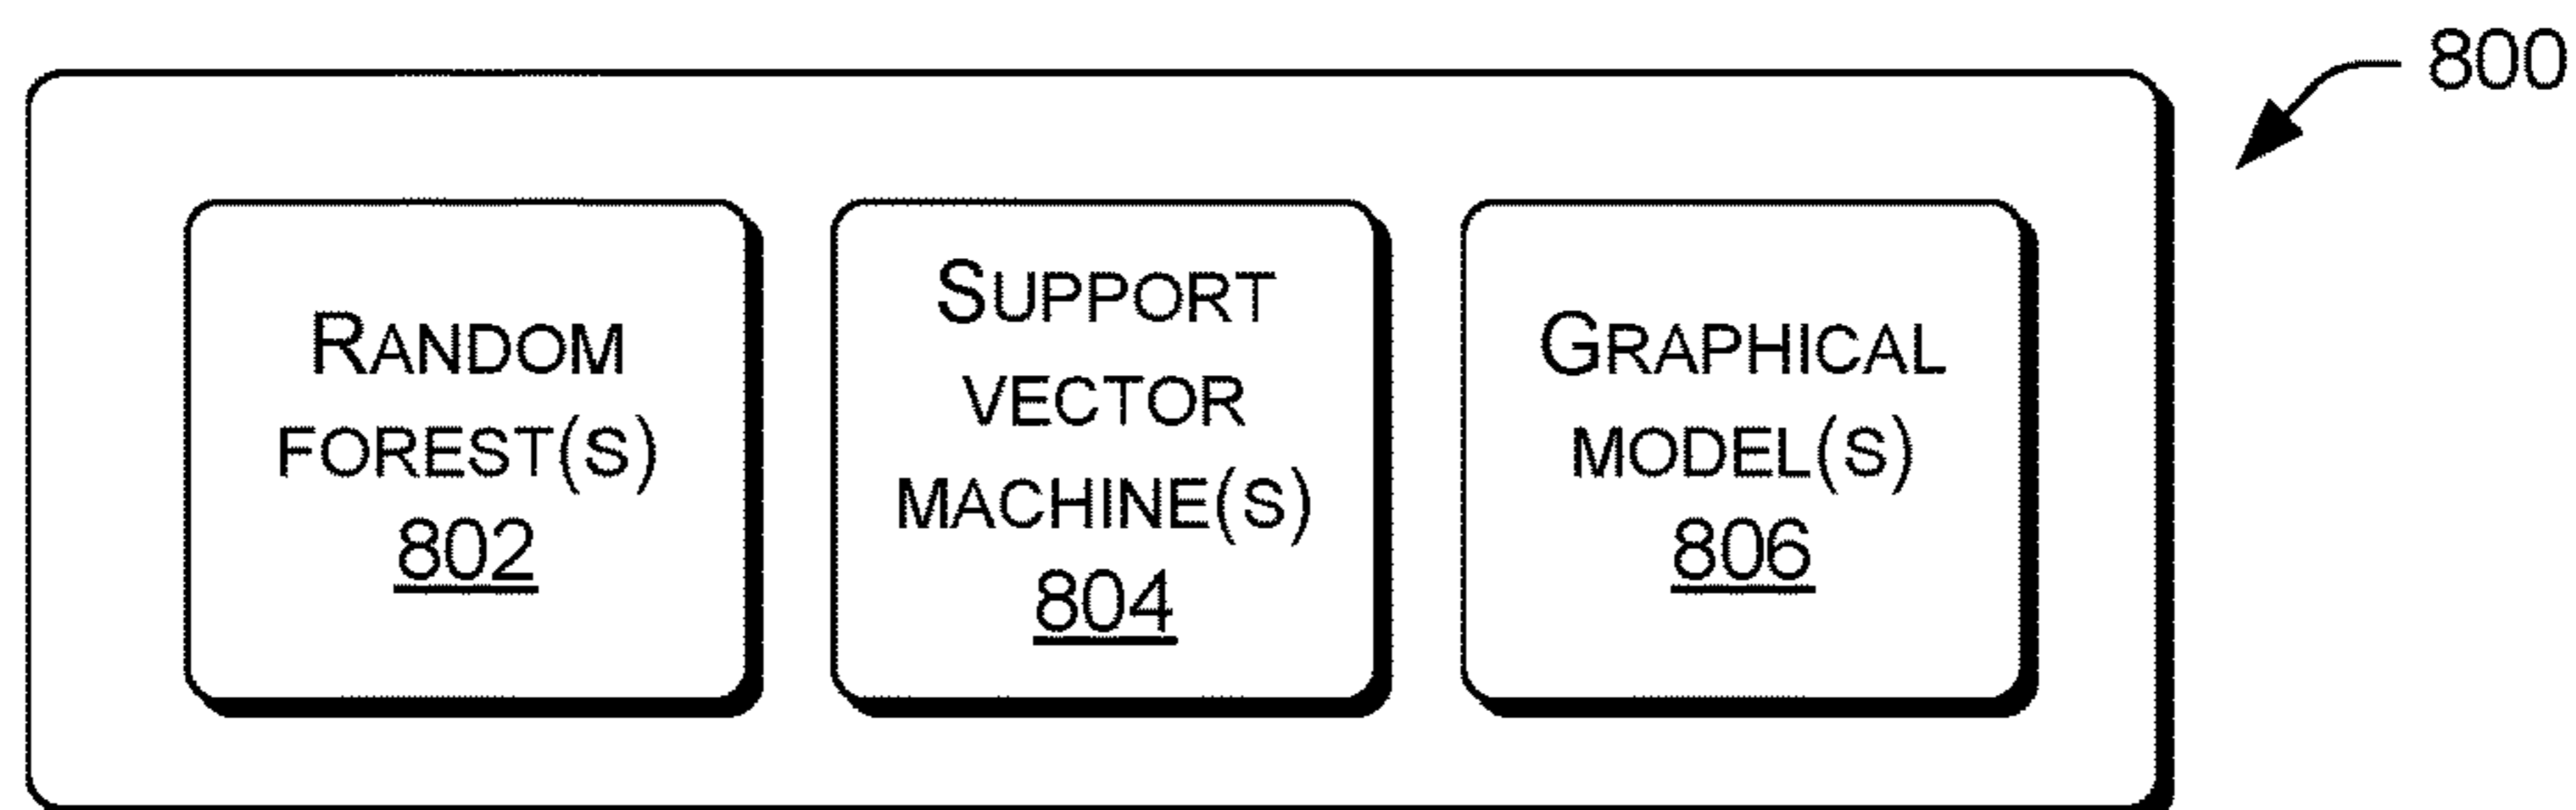 800
RANDOM
FOREST(S)
802
SUPPORT
VECTOR
MACHINE(S)
804
GRAPHICAL
MODEL(S)
806